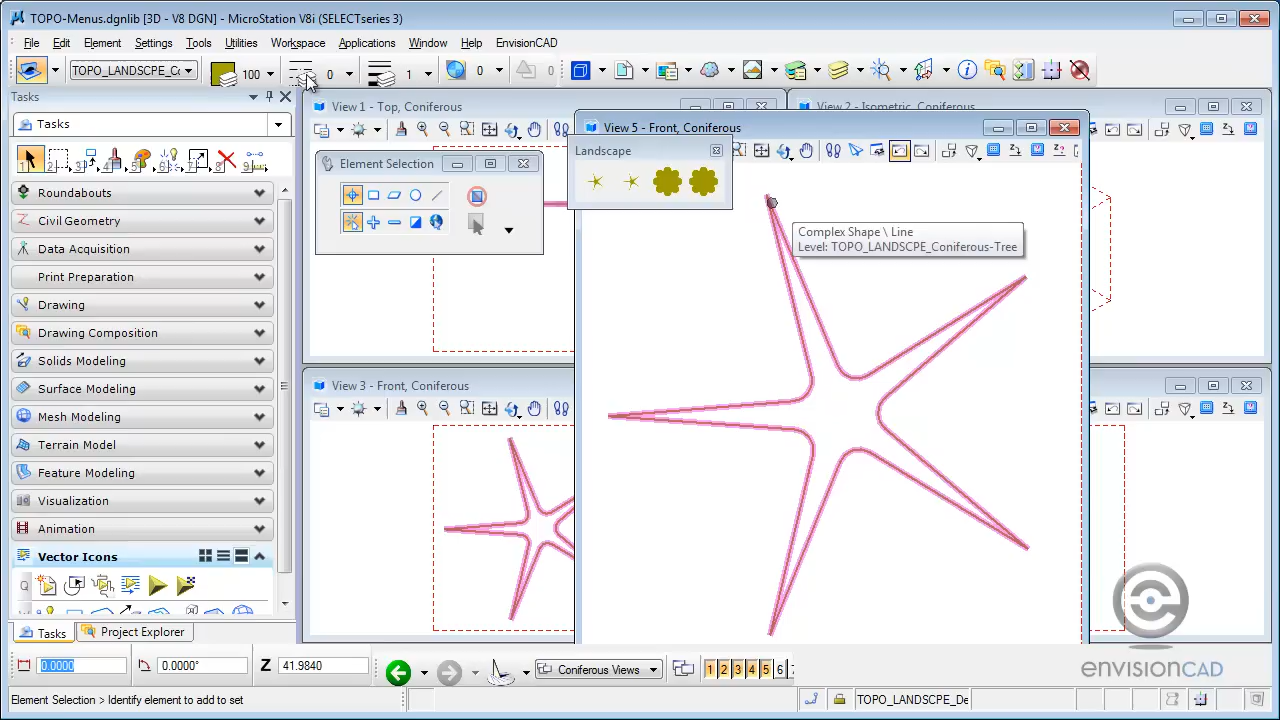 TOPO-Menus.dgnlib [3D - V8 DGN] - MicroStation V8i (SELECTseries 3)
File Edit Element Settings Tools Utilities Workspace Applications Window Help EnvisionCAD
TOPO_LANDSCPE_C 100 0 1 0 0
Tasks
Tasks
Roundabouts
Civil Geometry
Data Acquisition
Print Preparation
Drawing
Drawing Composition
Solids Modeling
Surface Modeling
Mesh Modeling
Terrain Model
Feature Modeling
Visualization
Animation
Vector Icons
Q
Tasks Project Explorer
View 1 - Top, Coniferous
View 2 - Isometric, Coniferous
Element Selection
View 5 - Front, Coniferous
Landscape
Complex Shape \ Line
Level: TOPO_LANDSCPE_Coniferous-Tree
View 3 - Front, Coniferous
envisionCAD
0.0000 0.0000° Z 41.9840 Coniferous Views 1 2 3 4 5 6 7
Element Selection > Identify element to add to set TOPO_LANDSCPE_De